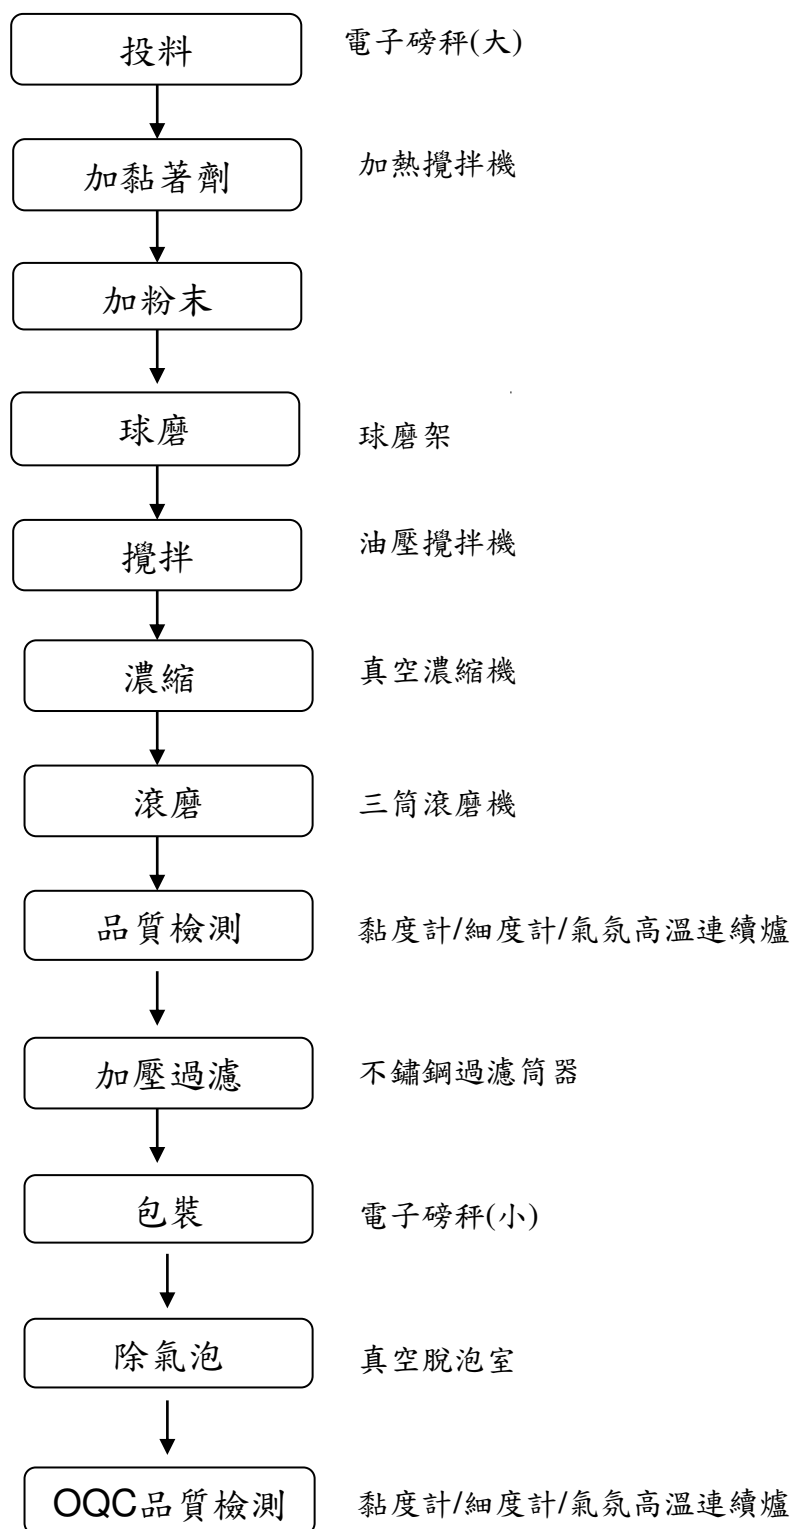 投料
電子磅秤(大)
加黏著劑
加熱攪拌機
加粉末
球磨
球磨架
攪拌
油壓攪拌機
濃縮
真空濃縮機
滾磨
三筒滾磨機
品質檢測
黏度計/細度計/氣氛高溫連續爐
加壓過濾
不鏽鋼過濾筒器
包裝
電子磅秤(小)
除氣泡
真空脫泡室
OQC品質檢測
黏度計/細度計/氣氛高溫連續爐